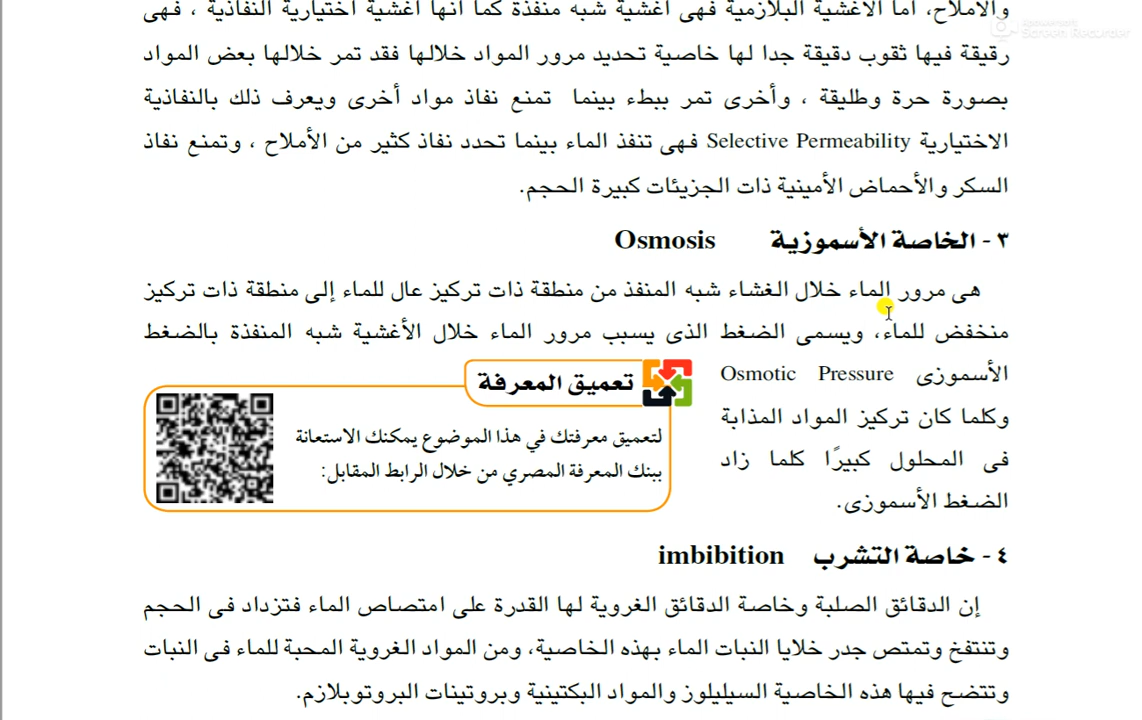 والأملاح، أما الأغشية البلازمية فهى أغشية شبه منفذة كما أنها أغشية اختيارية النفاذية ، فهى
رقيقة فيها ثقوب دقيقة جدا لها خاصية تحديد مرور المواد خلالها فقد تمر خلالها بعض المواد
بصورة حرة وطليقة ، وأخرى تمر ببطء بينما تمنع نفاذ مواد أخرى ويعرف ذلك بالنفاذية
الاختيارية Selective Permeability فهى تنفذ الماء بينما تحدد نفاذ كثير من الأملاح ، وتمنع نفاذ
السكر والأحماض الأمينية ذات الجزيئات كبيرة الحجم.
٣ - الخاصة الأسموزية Osmosis
هى مرور الماء خلال الغشاء شبه المنفذ من منطقة ذات تركيز عال للماء إلى منطقة ذات تركيز
منخفض للماء، ويسمى الضغط الذى يسبب مرور الماء خلال الأغشية شبه المنفذة بالضغط
الأسموزى Osmotic Pressure
وكلما كان تركيز المواد المذابة
فى المحلول كبيرًا كلما زاد
الضغط الأسموزى.
تعميق المعرفة
لتعميق معرفتك في هذا الموضوع يمكنك الاستعانة
ببنك المعرفة المصري من خلال الرابط المقابل:
٤ - خاصة التشرب imbibition
إن الدقائق الصلبة وخاصة الدقائق الغروية لها القدرة على امتصاص الماء فتزداد فى الحجم
وتنتفخ وتمتص جدر خلايا النبات الماء بهذه الخاصية، ومن المواد الغروية المحبة للماء فى النبات
وتتضح فيها هذه الخاصية السيليلوز والمواد البكتينية وبروتينات البروتوبلازم.
Screen Recorder